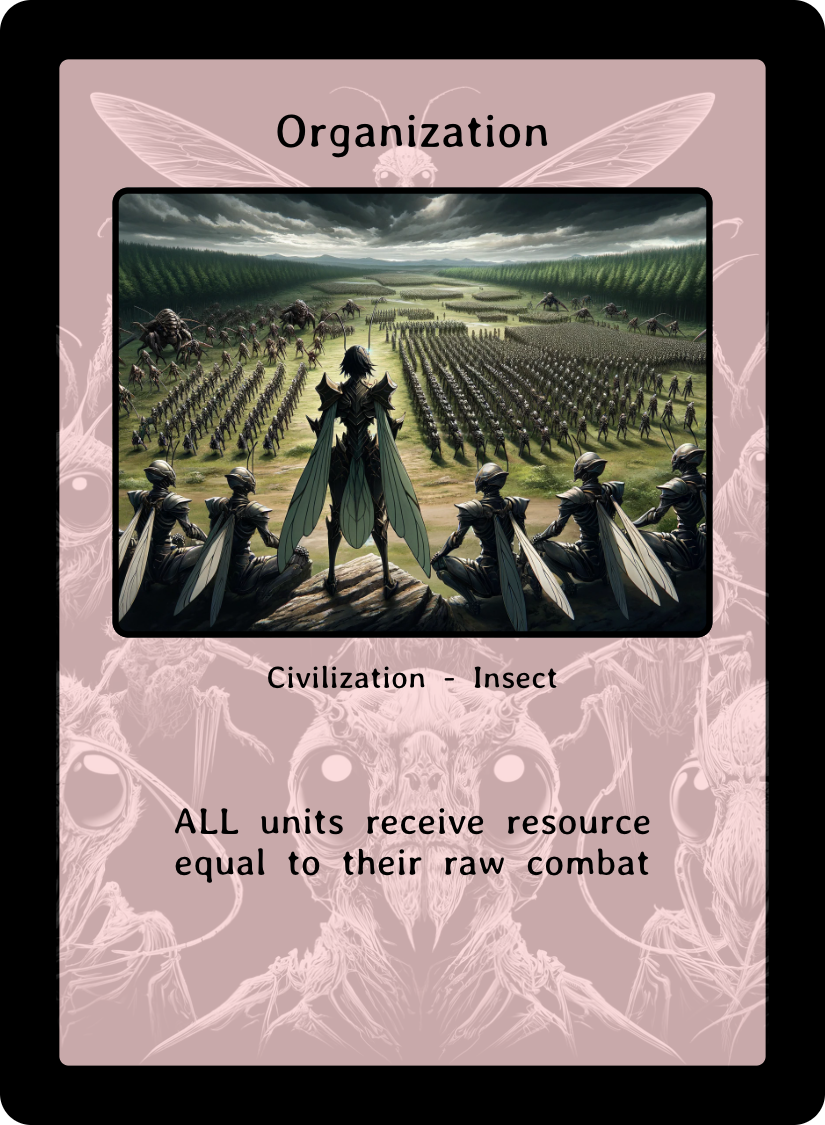 Organization
Civilization - Insect
ALL units receive resource
equal to their raw combat